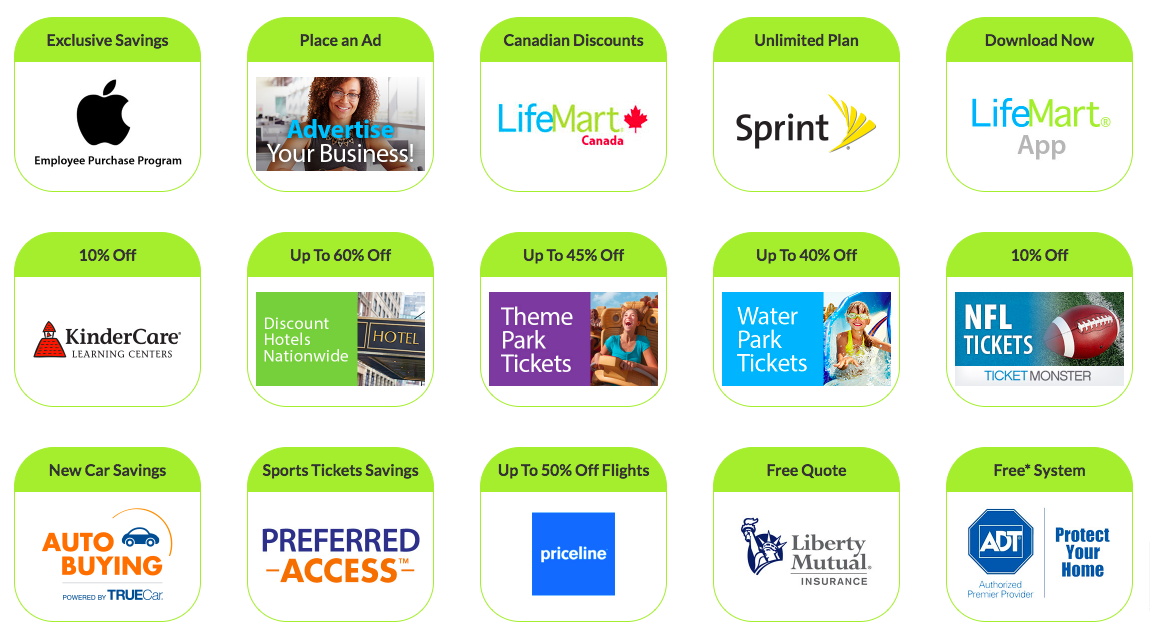 Exclusive Savings
Employee Purchase Program
Place an Ad
Advertise
Your Business!
Canadian Discounts
LifeMart®
Canada
Unlimited Plan
Sprint
Download Now
LifeMart®
App
10% Off
KinderCare®
LEARNING CENTERS
Up To 60% Off
Discount
Hotels
Nationwide
HOTEL
Up To 45% Off
Theme
Park
Tickets
Up To 40% Off
Water
Park
Tickets
10% Off
NFL
TICKETS
TICKETMONSTER
New Car Savings
AUTO
BUYING
POWERED BY TRUECar.
Sports Tickets Savings
PREFERRED
-ACCESS™-
Up To 50% Off Flights
priceline
Free Quote
Liberty
Mutual®
INSURANCE
Free* System
ADT
Authorized
Premier Provider
Protect
Your
Home